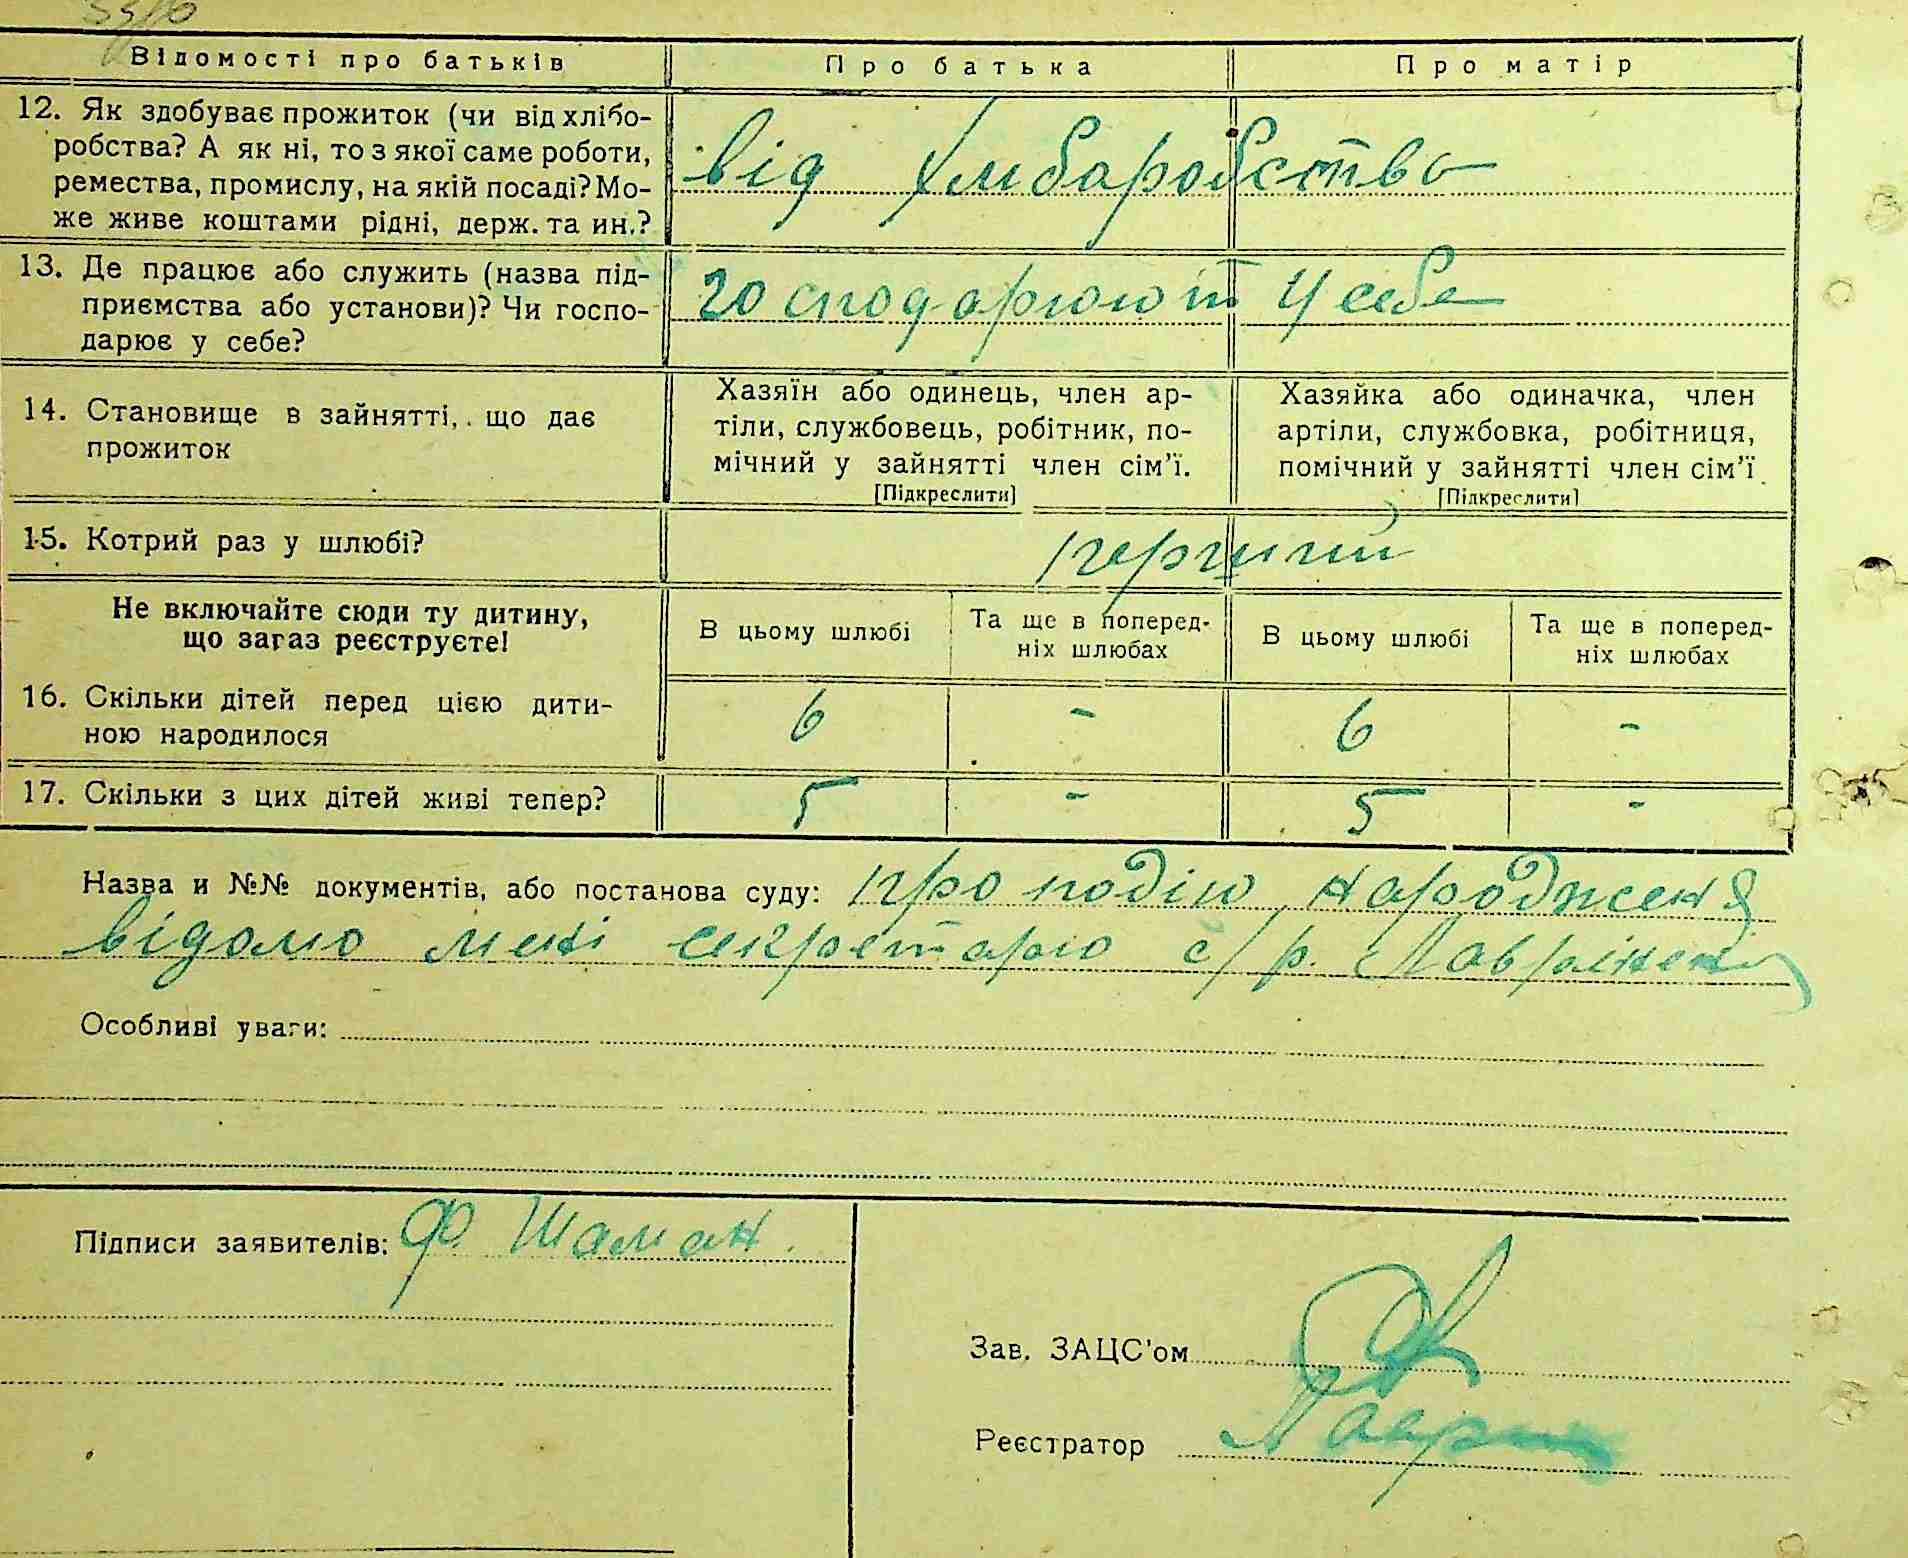 Відомості про батьків Про батька Про матір
12. Як здобуває прожиток (чи від хлібо-
робства? А як ні, то з якої саме роботи,
ремества, промислу, на якій посаді? Мо-
же живе коштами рідні, держ. та ин.?
від хлібаробство
13. Де працює або служить (назва під-
приємства або установи)? Чи госпо-
дарює у себе?
господарюют у себе
14. Становище в зайнятті, що дає
прожиток
Хазяїн або одинець, член ар-
тіли, службовець, робітник, по-
мічний у зайнятті член сім'ї.
[Підкреслити]
Хазяйка або одиначка, член
артіли, службовка, робітниця,
помічний у зайнятті член сім'ї.
[Підкреслити]
15. Котрий раз у шлюбі?
перший
Не включайте сюди ту дитину,
що зараз реєструєте!
В цьому шлюбі
Та ще в поперед-
ніх шлюбах
В цьому шлюбі
Та ще в поперед-
ніх шлюбах
16. Скільки дітей перед цією дити-
ною народилося
6 - 6 -
17. Скільки з цих дітей живі тепер? 5 - 5 -
Назва и №№ документів, або постанова суду: про подію народженя
відомо мені секретарю с/р.
Особливі уваги:
Підписи заявителів: Ф. Шаман.
Зав. ЗАЦС'ом
Реєстратор